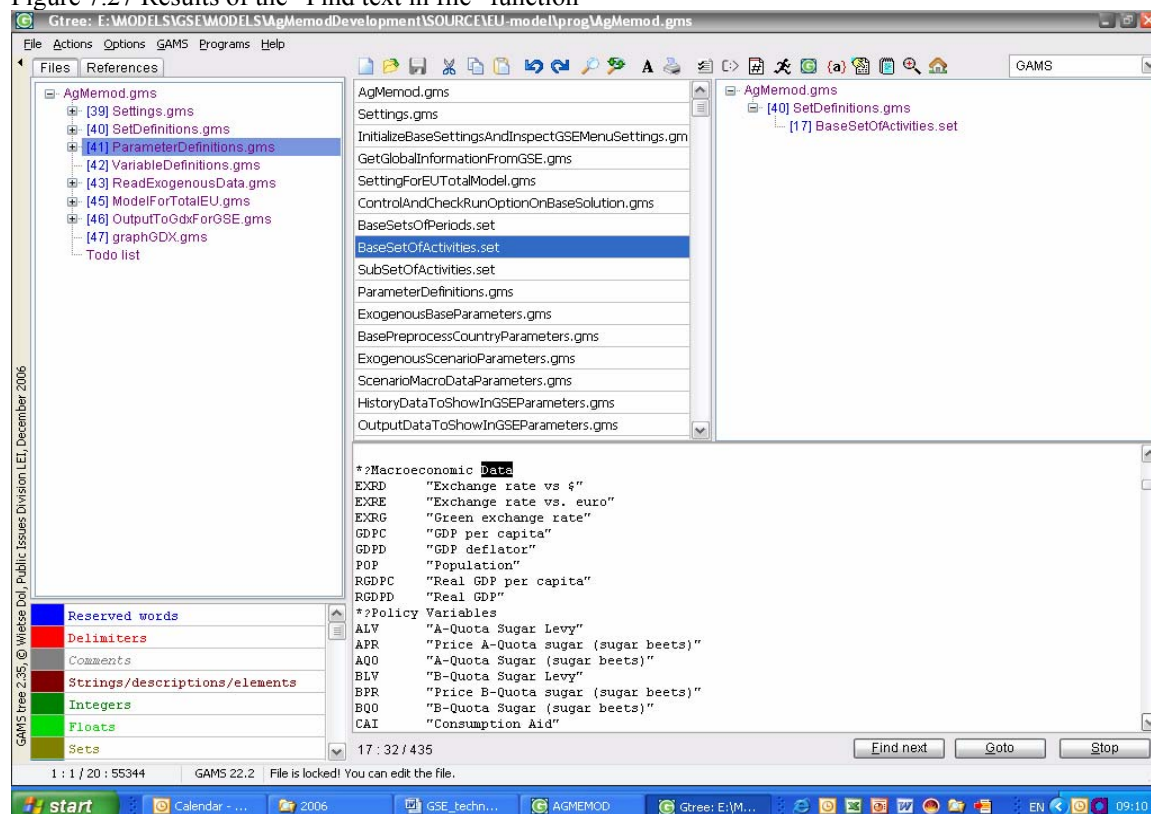 Figure 7.27 Results of the "Find text in file" function
Gtree: E:\MODELS\GSE\MODELS\AgMemodDevelopment\SOURCE\EU-model\prog\AgMemod.gms
File Actions Options GAMS Programs Help
Files References
GAMS
AgMemod.gms
[39] Settings.gms
[40] SetDefinitions.gms
[41] ParameterDefinitions.gms
[42] VariableDefinitions.gms
[43] ReadExogenousData.gms
[45] ModelForTotalEU.gms
[46] OutputToGdxForGSE.gms
[47] graphGDX.gms
Todo list
AgMemod.gms
Settings.gms
InitializeBaseSettingsAndInspectGSEMenuSettings.gm
GetGlobalInformationFromGSE.gms
SettingForEUTotalModel.gms
ControlAndCheckRunOptionOnBaseSolution.gms
BaseSetsOfPeriods.set
BaseSetOfActivities.set
SubSetOfActivities.set
ParameterDefinitions.gms
ExogenousBaseParameters.gms
BasePreprocessCountryParameters.gms
ExogenousScenarioParameters.gms
ScenarioMacroDataParameters.gms
HistoryDataToShowInGSEParameters.gms
OutputDataToShowInGSEParameters.gms
AgMemod.gms
[40] SetDefinitions.gms
[17] BaseSetOfActivities.set
*?Macroeconomic Data
EXRD "Exchange rate vs $"
EXRE "Exchange rate vs. euro"
EXRG "Green exchange rate"
GDPC "GDP per capita"
GDPD "GDP deflator"
POP "Population"
RGDPC "Real GDP per capita"
RGDPD "Real GDP"
*?Policy Variables
ALV "A-Quota Sugar Levy"
APR "Price A-Quota sugar (sugar beets)"
AQ0 "A-Quota Sugar (sugar beets)"
BLV "B-Quota Sugar Levy"
BPR "Price B-Quota sugar (sugar beets)"
BQ0 "B-Quota Sugar (sugar beets)"
CAI "Consumption Aid"
Reserved words
Delimiters
Comments
Strings/descriptions/elements
Integers
Floats
Sets
GAMS tree 2.35, © Wietse Dol, Public Issues Division LEI, December 2006
17 : 32 / 435
Find next Goto Stop
1 : 1 / 20 : 55344 GAMS 22.2 File is locked! You can edit the file.
start Calendar - ... 2006 GSE_techn... AGMEMOD Gtree: E:\M... EN 09:10